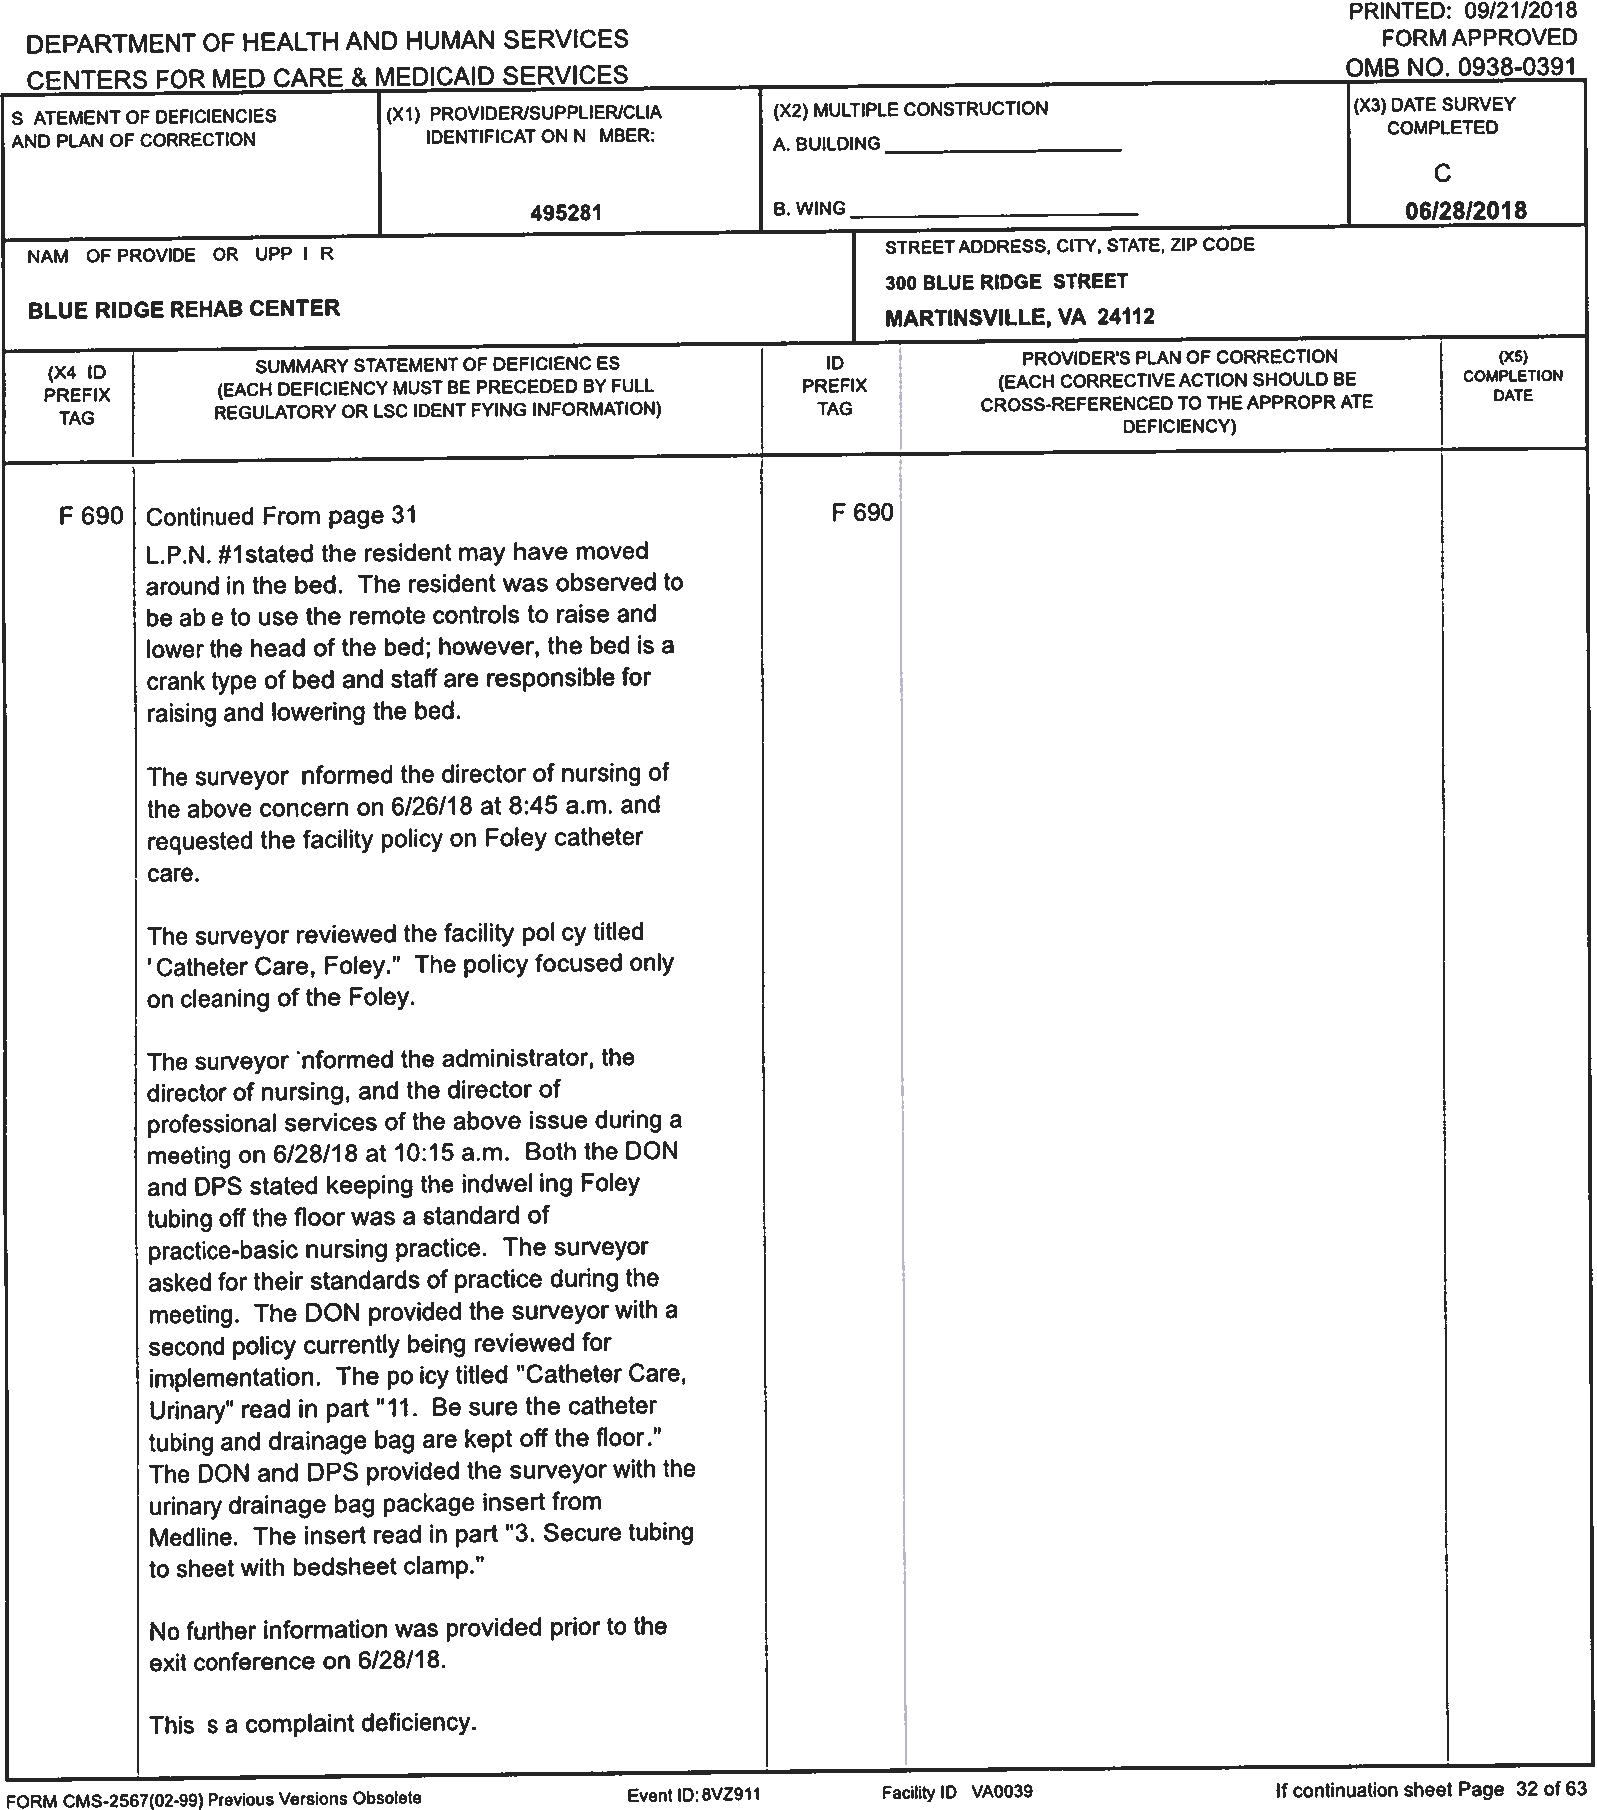 PRINTED: 09/21/2018
DEPARTMENT OF HEALTH AND HUMAN SERVICES
FORM APPROVED
CENTERS FOR MED CARE & MEDICAID SERVICES
OMB NO. 0938-0391
S ATEMENT OF DEFICIENCIES
AND PLAN OF CORRECTION
(X1) PROVIDER/SUPPLIER/CLIA
IDENTIFICAT ON N MBER:
495281
(X2) MULTIPLE CONSTRUCTION
A. BUILDING
B. WING
(X3) DATE SURVEY
COMPLETED
C
06/28/2018
NAM OF PROVIDE OR UPP I R
BLUE RIDGE REHAB CENTER
STREET ADDRESS, CITY, STATE, ZIP CODE
300 BLUE RIDGE STREET
MARTINSVILLE, VA 24112
(X4 ID
PREFIX
TAG
SUMMARY STATEMENT OF DEFICIENC ES
(EACH DEFICIENCY MUST BE PRECEDED BY FULL
REGULATORY OR LSC IDENT FYING INFORMATION)
ID
PREFIX
TAG
PROVIDER'S PLAN OF CORRECTION
(EACH CORRECTIVE ACTION SHOULD BE
CROSS-REFERENCED TO THE APPROPR ATE
DEFICIENCY)
(X5)
COMPLETION
DATE
F 690
Continued From page 31
F 690
L.P.N. #1stated the resident may have moved
around in the bed. The resident was observed to
be ab e to use the remote controls to raise and
lower the head of the bed; however, the bed is a
crank type of bed and staff are responsible for
raising and lowering the bed.
The surveyor nformed the director of nursing of
the above concern on 6/26/18 at 8:45 a.m. and
requested the facility policy on Foley catheter
care.
The surveyor reviewed the facility pol cy titled
'Catheter Care, Foley." The policy focused only
on cleaning of the Foley.
The surveyor 'nformed the administrator, the
director of nursing, and the director of
professional services of the above issue during a
meeting on 6/28/18 at 10:15 a.m. Both the DON
and DPS stated keeping the indwel ing Foley
tubing off the floor was a standard of
practice-basic nursing practice. The surveyor
asked for their standards of practice during the
meeting. The DON provided the surveyor with a
second policy currently being reviewed for
implementation. The po icy titled "Catheter Care,
Urinary" read in part "11. Be sure the catheter
tubing and drainage bag are kept off the floor."
The DON and DPS provided the surveyor with the
urinary drainage bag package insert from
Medline. The insert read in part "3. Secure tubing
to sheet with bedsheet clamp."
No further information was provided prior to the
exit conference on 6/28/18.
This s a complaint deficiency.
FORM CMS-2567(02-99) Previous Versions Obsolete
Event ID: 8VZ911
Facility ID VA0039
If continuation sheet Page 32 of 63